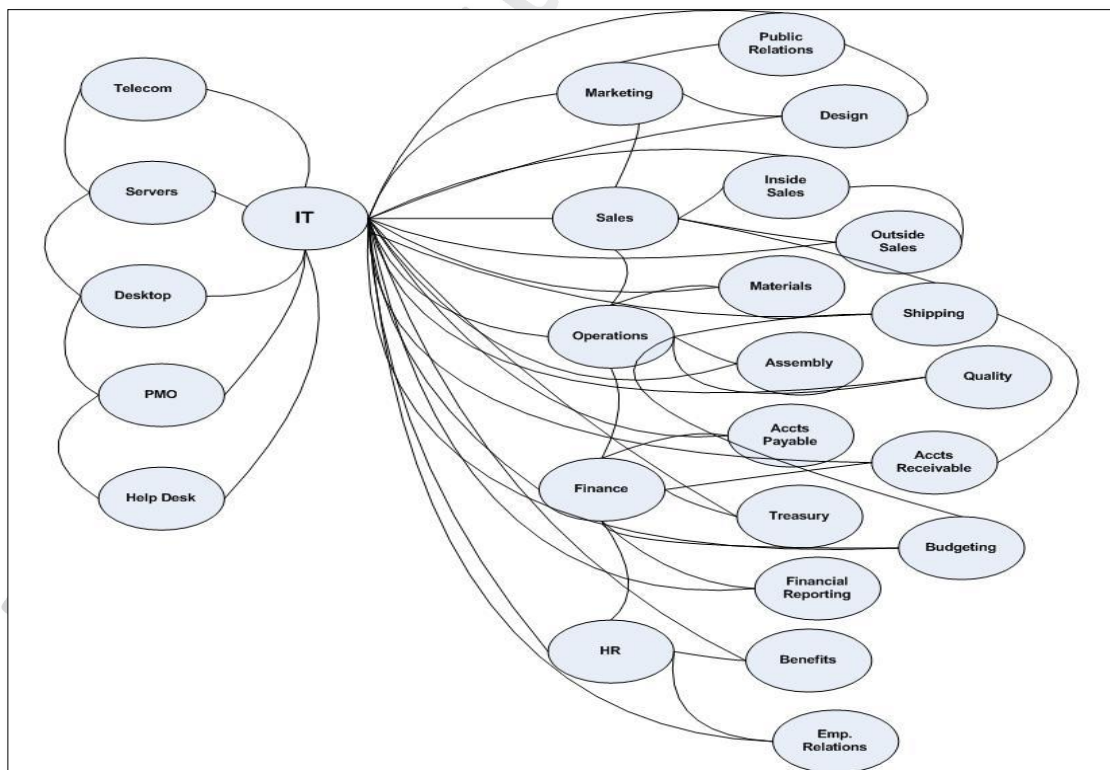 Public
Relations
Telecom
Marketing
Design
Servers
Inside
Sales
IT
Sales
Outside
Sales
Desktop
Materials
Shipping
Operations
Assembly
Quality
PMO
Accts
Payable
Accts
Receivable
Help Desk
Finance
Treasury
Budgeting
Financial
Reporting
HR
Benefits
Emp.
Relations